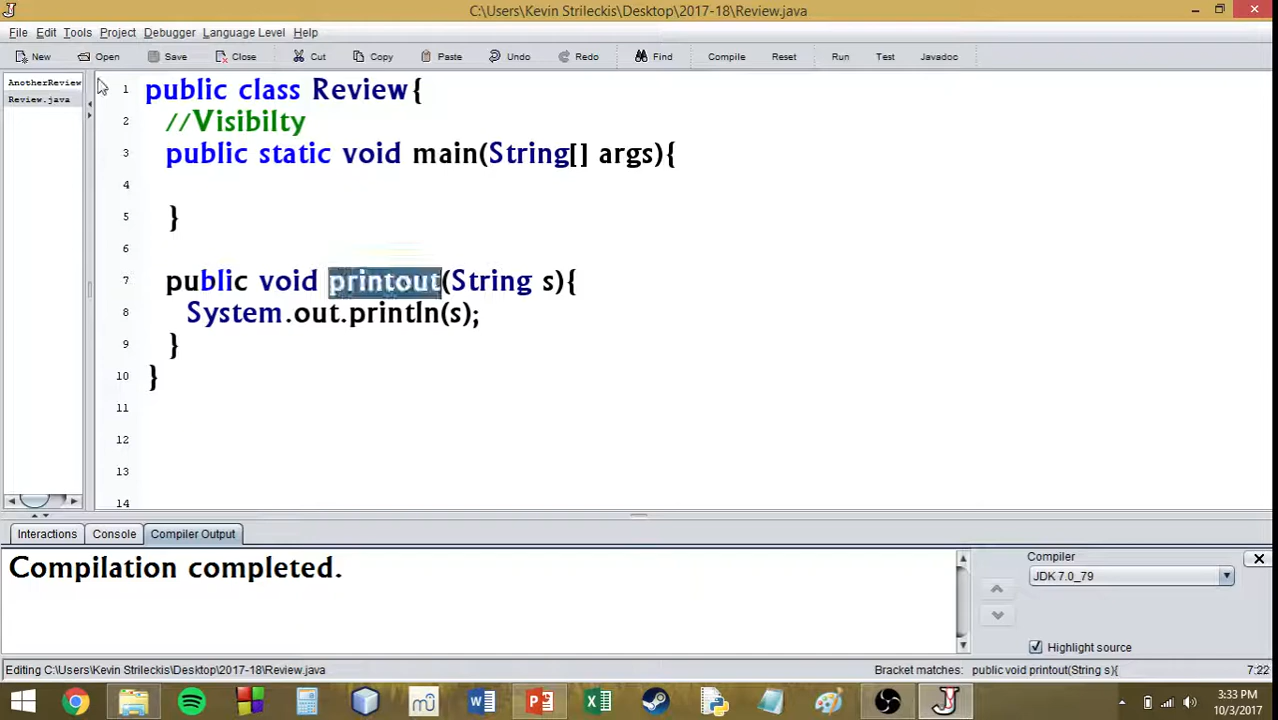 C:\Users\Kevin Strileckis\Desktop\2017-18\Review.java
File Edit Tools Project Debugger Language Level Help
New Open Save Close Cut Copy Paste Undo Redo Find Compile Reset Run Test Javadoc
AnotherReview
Review.java
1 public class Review{
2 //Visibilty
3 public static void main(String[] args){
4
5 }
6
7 public void printout(String s){
8 System.out.println(s);
9 }
10 }
11
12
13
14
Interactions Console Compiler Output
Compilation completed.
Compiler
JDK 7.0_79
Highlight source
Editing C:\Users\Kevin Strileckis\Desktop\2017-18\Review.java Bracket matches: public void printout(String s){ 7:22
3:33 PM
10/3/2017